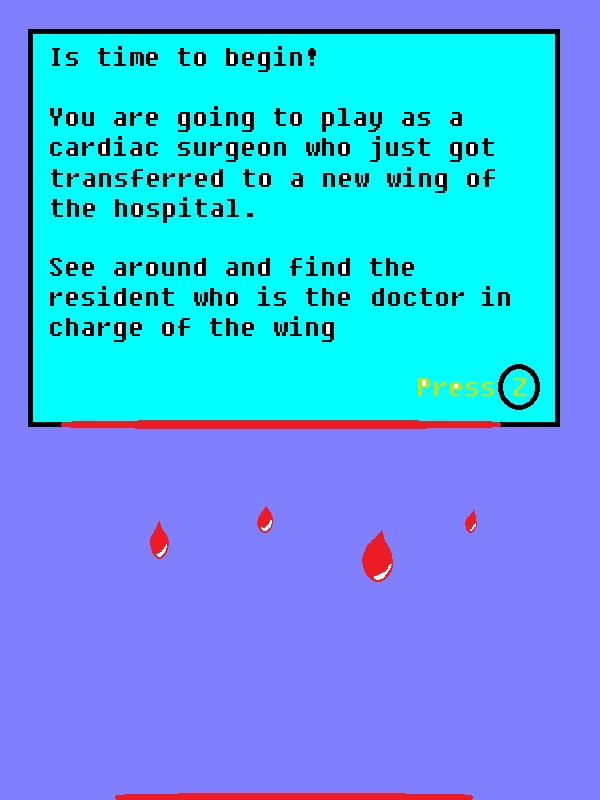 Is time to begin!
You are going to play as a
cardiac surgeon who just got
transferred to a new wing of
the hospital.
See around and find the
resident who is the doctor in
charge of the wing
Press Z